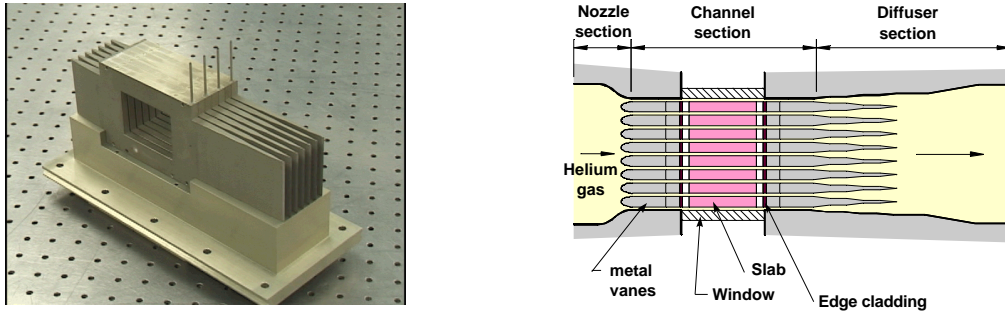 Nozzle
section
Channel
section
Diffuser
section
Helium
gas
metal
vanes
Slab
Window
Edge cladding